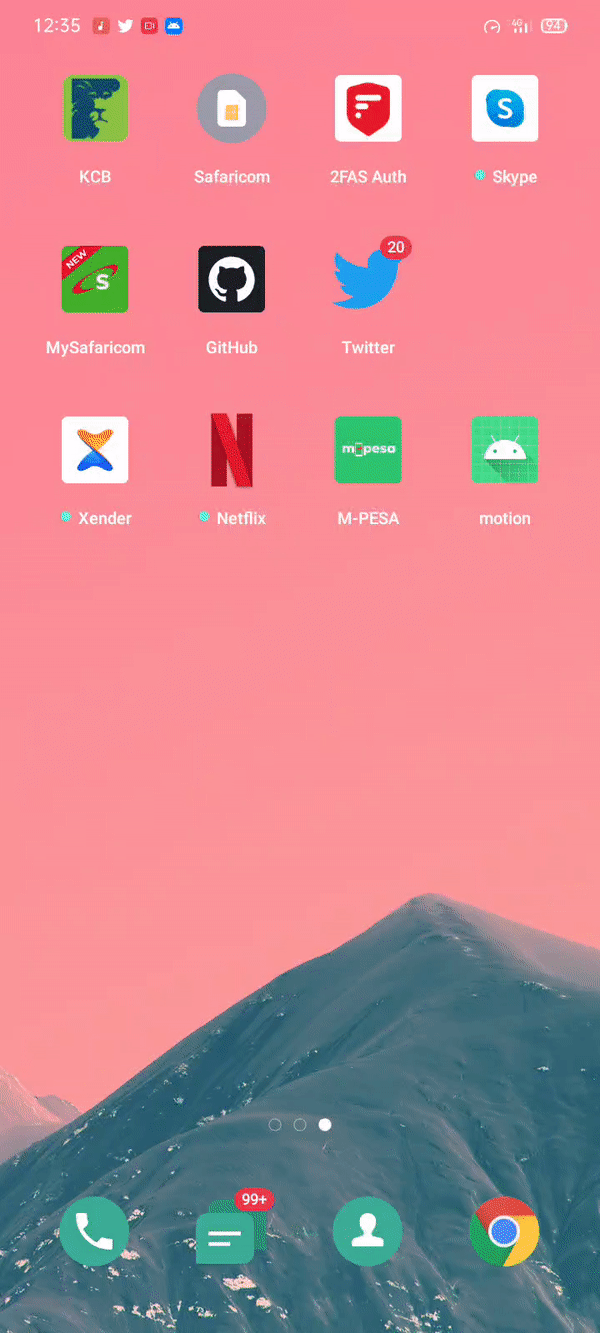 12:35 4G 94
KCB Safaricom 2FAS Auth Skype
NEW S 20
MySafaricom GitHub Twitter
m-pesa
Xender Netflix M-PESA motion
99+